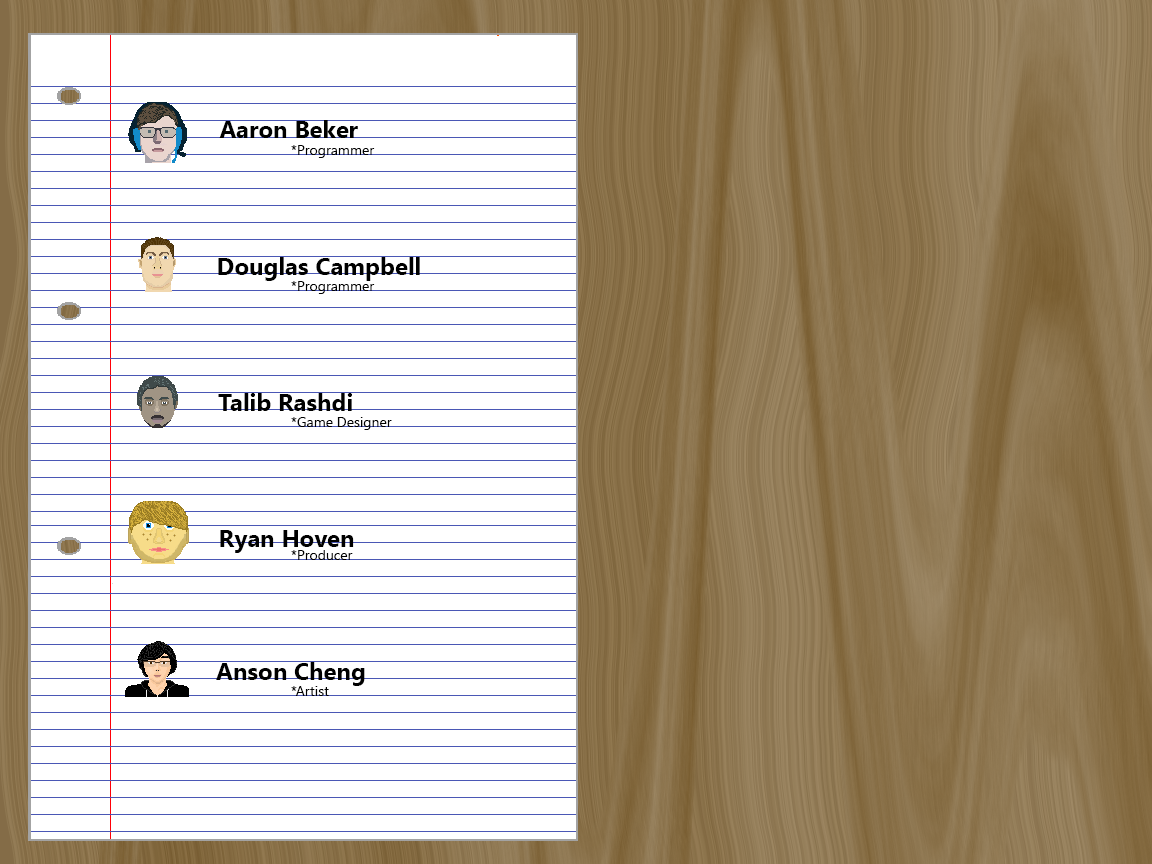 Aaron Beker
*Programmer
Douglas Campbell
*Programmer
Talib Rashdi
*Game Designer
Ryan Hoven
*Producer
Anson Cheng
*Artist